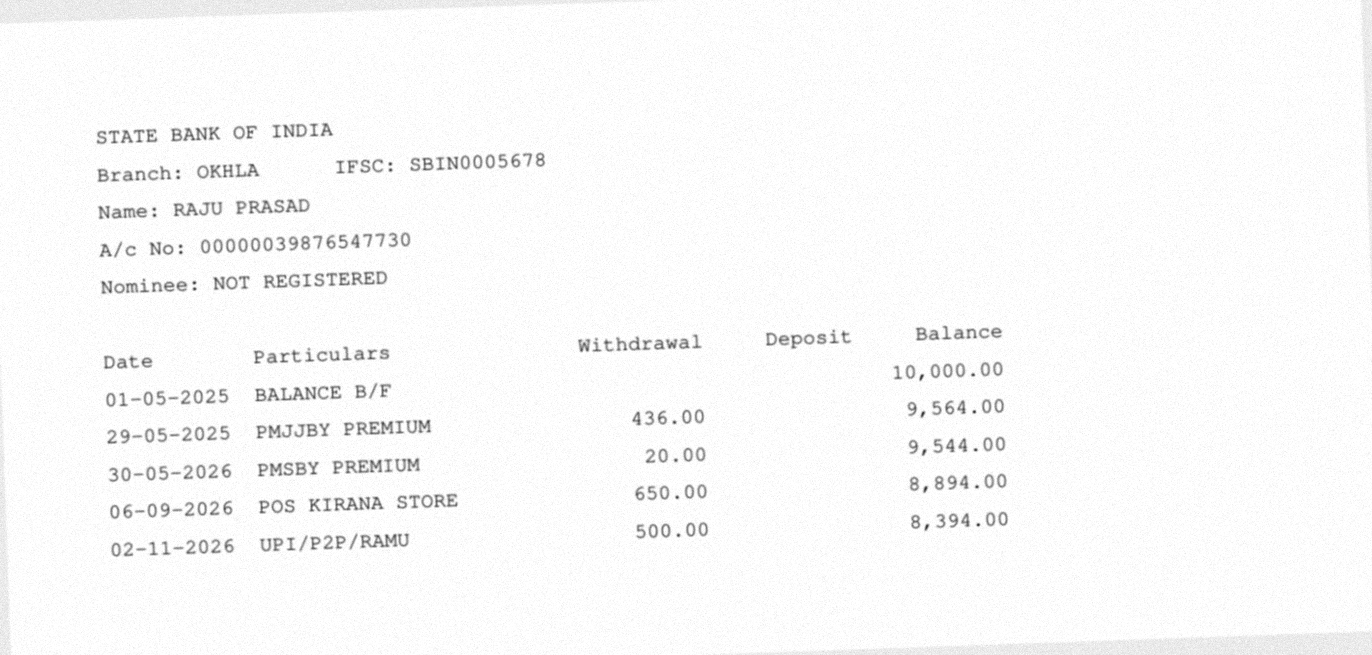 STATE BANK OF INDIA
Branch: OKHLA IFSC: SBIN0005678
Name: RAJU PRASAD
A/c No: 00000039876547730
Nominee: NOT REGISTERED
Date Particulars Withdrawal Deposit Balance
01-05-2025 BALANCE B/F 10,000.00
29-05-2025 PMJJBY PREMIUM 436.00 9,564.00
30-05-2026 PMSBY PREMIUM 20.00 9,544.00
06-09-2026 POS KIRANA STORE 650.00 8,894.00
02-11-2026 UPI/P2P/RAMU 500.00 8,394.00